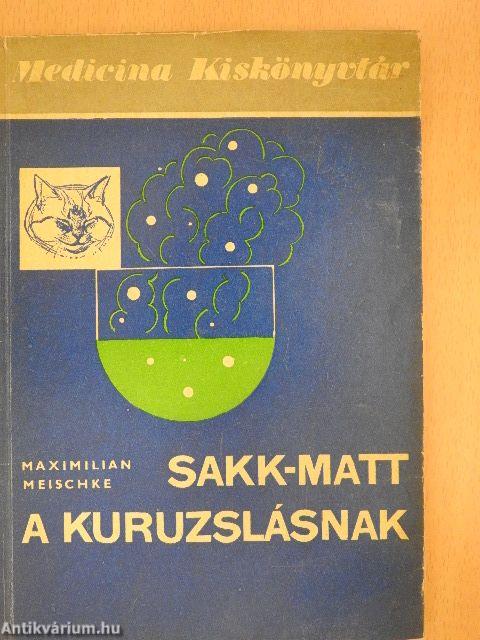 Medicina Kiskönyvtár
MAXIMILIAN
MEISCHKE
SAKK-MATT
A KURUZSLÁSNAK
Antikvárium.hu